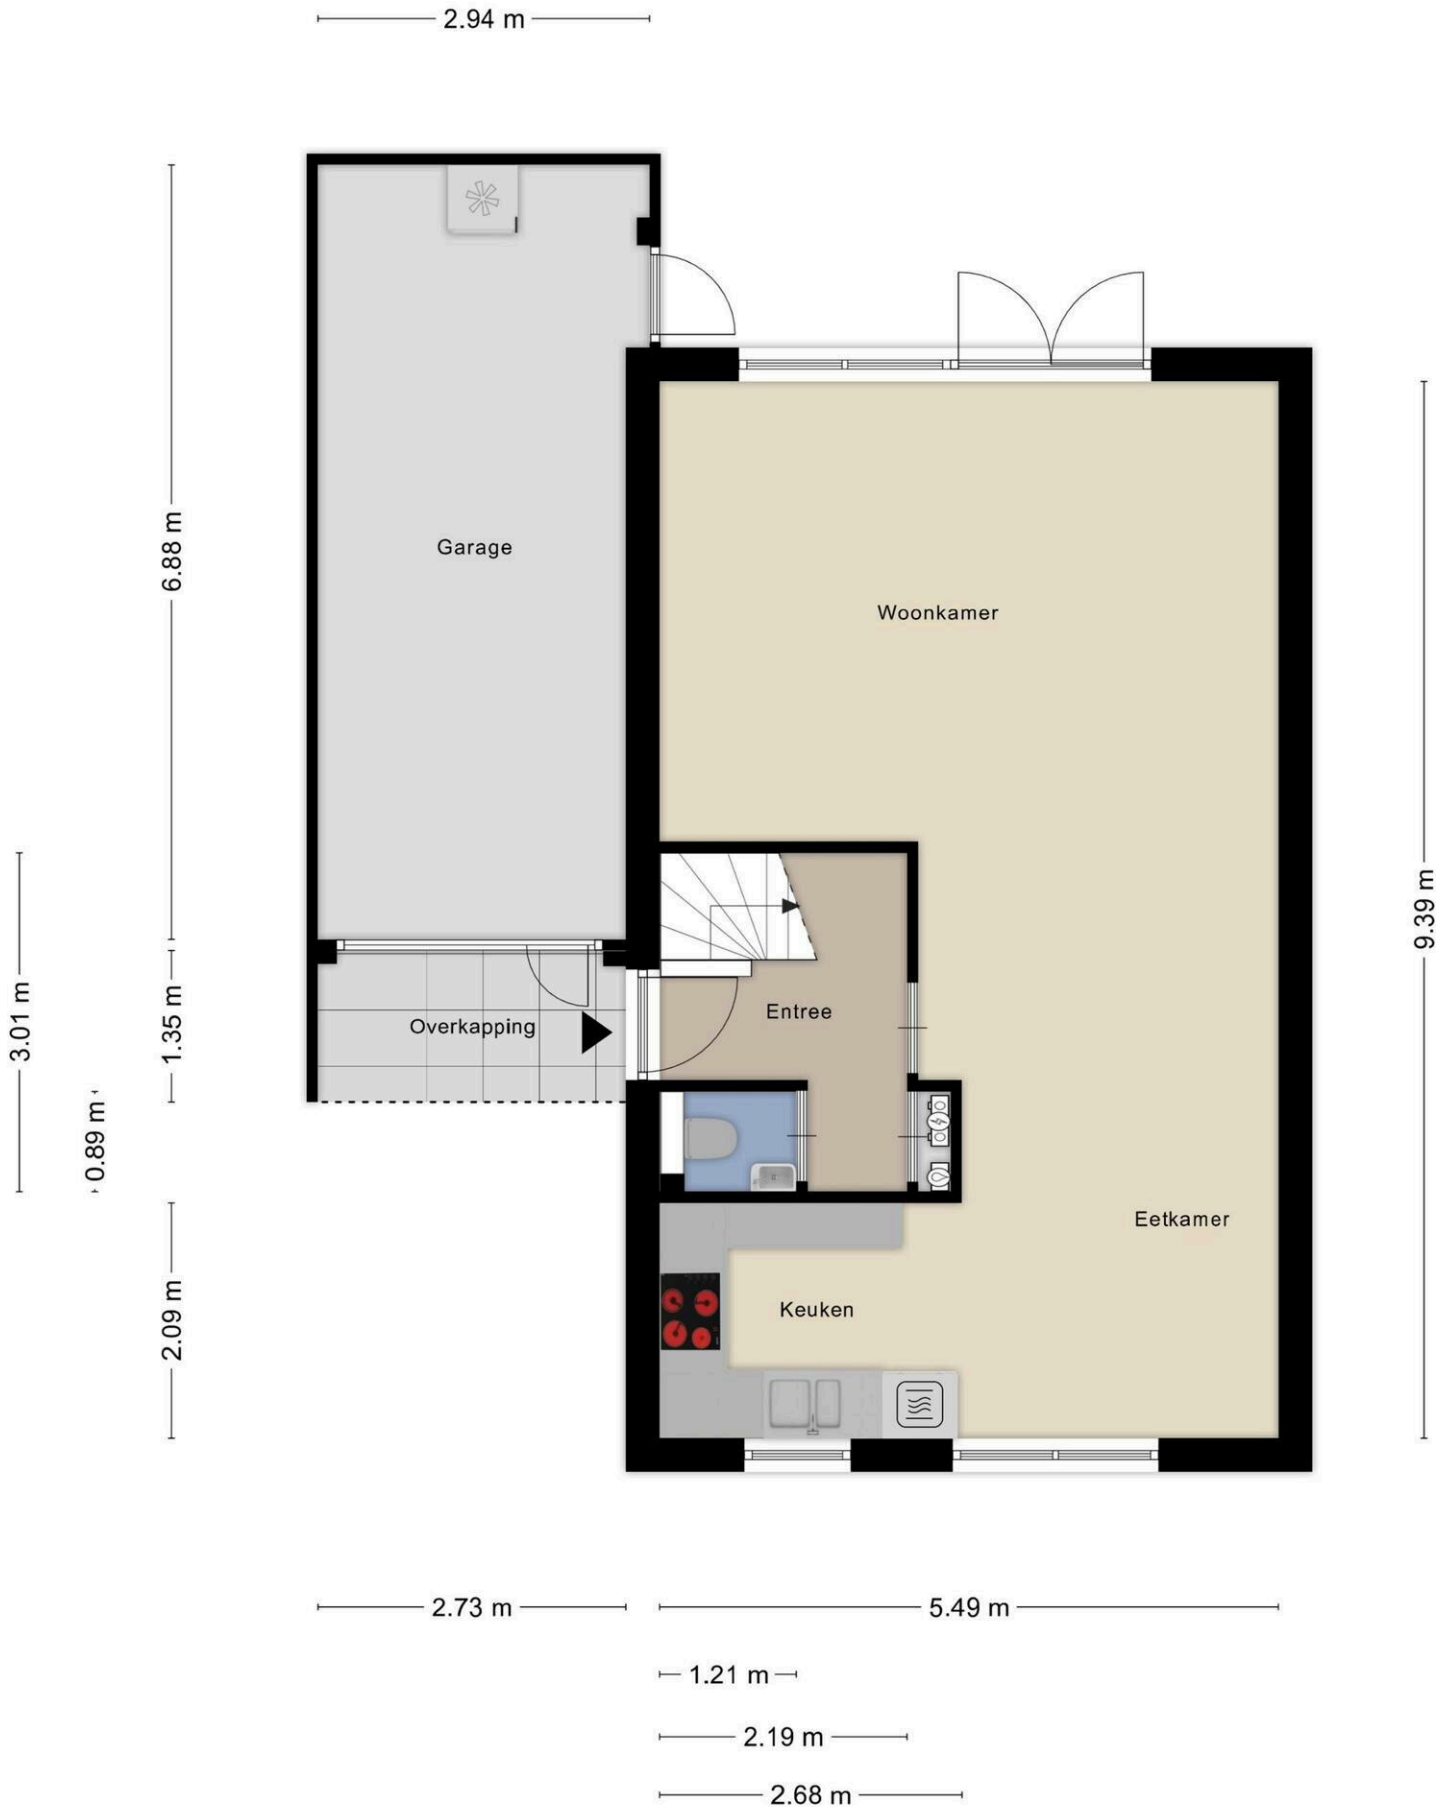 2.94 m
6.88 m
Garage
Woonkamer
9.39 m
3.01 m
1.35 m
Overkapping
Entree
0.89 m
2.09 m
Eetkamer
Keuken
2.73 m
5.49 m
1.21 m
2.19 m
2.68 m